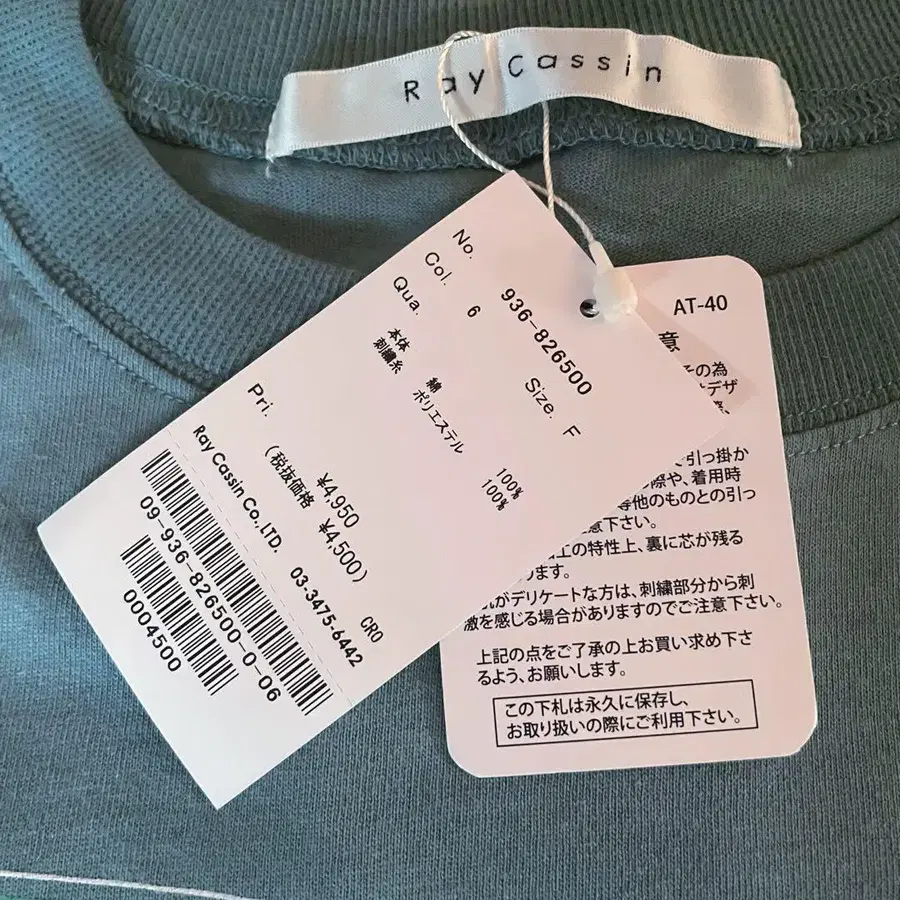 Ray Cassin
No. 936-826500
Col. 6 Size. F
Qua.
本体 綿 100%
刺繍糸 ポリエステル 100%
Pri. ¥4,950
(税抜価格 ¥4,500)
CRO
Ray Cassin Co.,LTD. 03-3475-6442
09-936-826500-0-06
0004500
AT-40
意
その為
デザ
て引っ掛か
際や、着用時
等他のものとの引っ
意下さい。
工の特性上、裏に芯が残る
ります。
がデリケートな方は、刺繍部分から刺
激を感じる場合がありますのでご注意下さい。
上記の点をご了承の上お買い求め下さ
るよう、お願いします。
この下札は永久に保存し、
お取り扱いの際にご利用下さい。